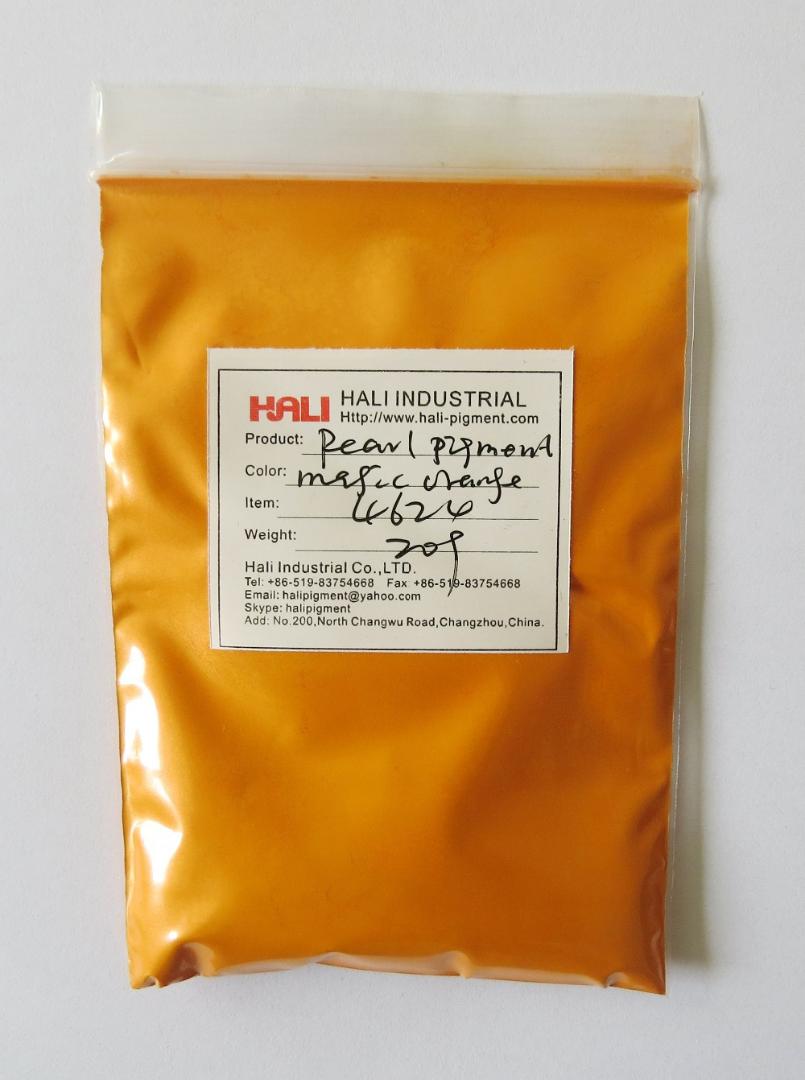 HALI HALI INDUSTRIAL
Http://www.hali-pigment.com
Product: Pearl pigment
Color: magic orange
Item: 4624
Weight: 20g
Hali Industrial Co.,LTD.
Tel: +86-519-83754668 Fax +86-519-83754668
Email: halipigment@yahoo.com
Skype: halipigment
Add: No.200,North Changwu Road,Changzhou,China.